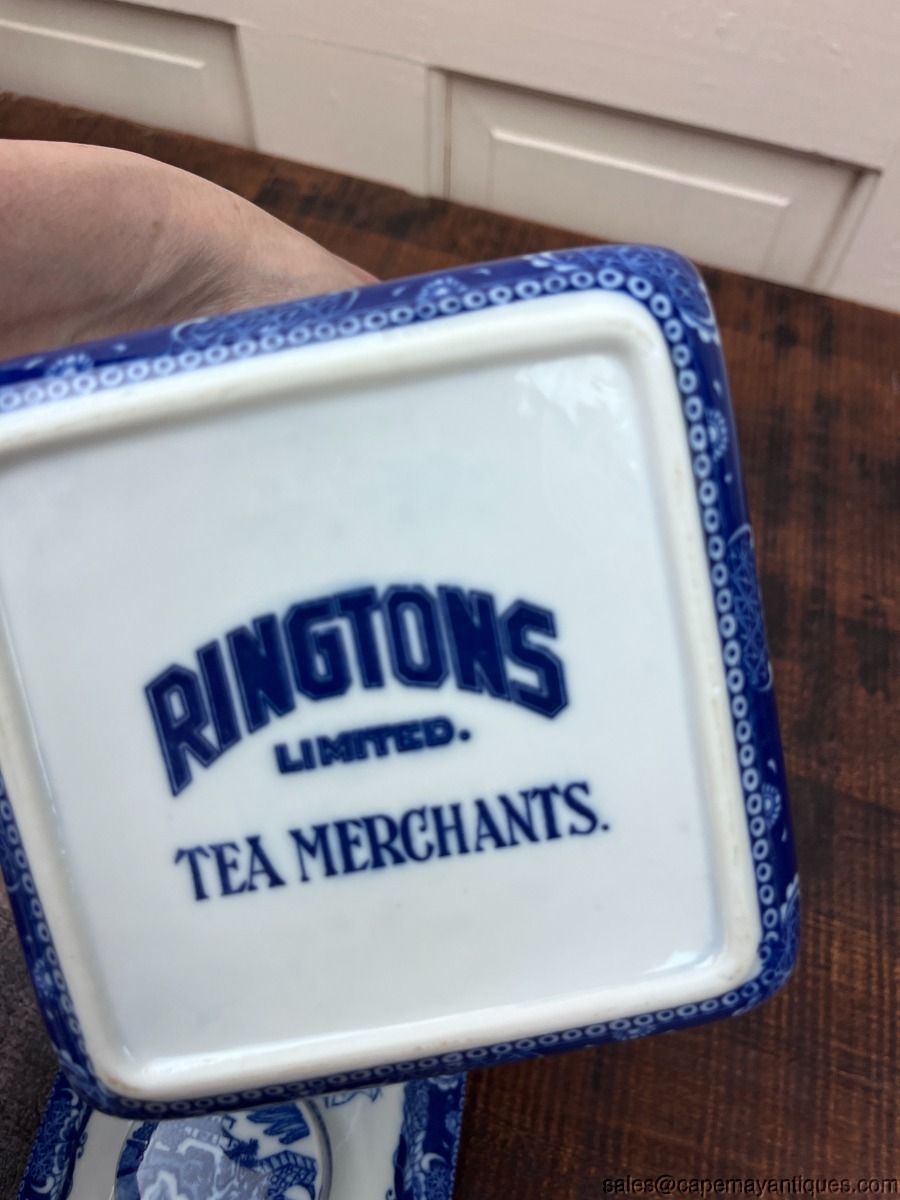 RINGTONS
LIMITED.
TEA MERCHANTS.
sales@capemayantiques.com